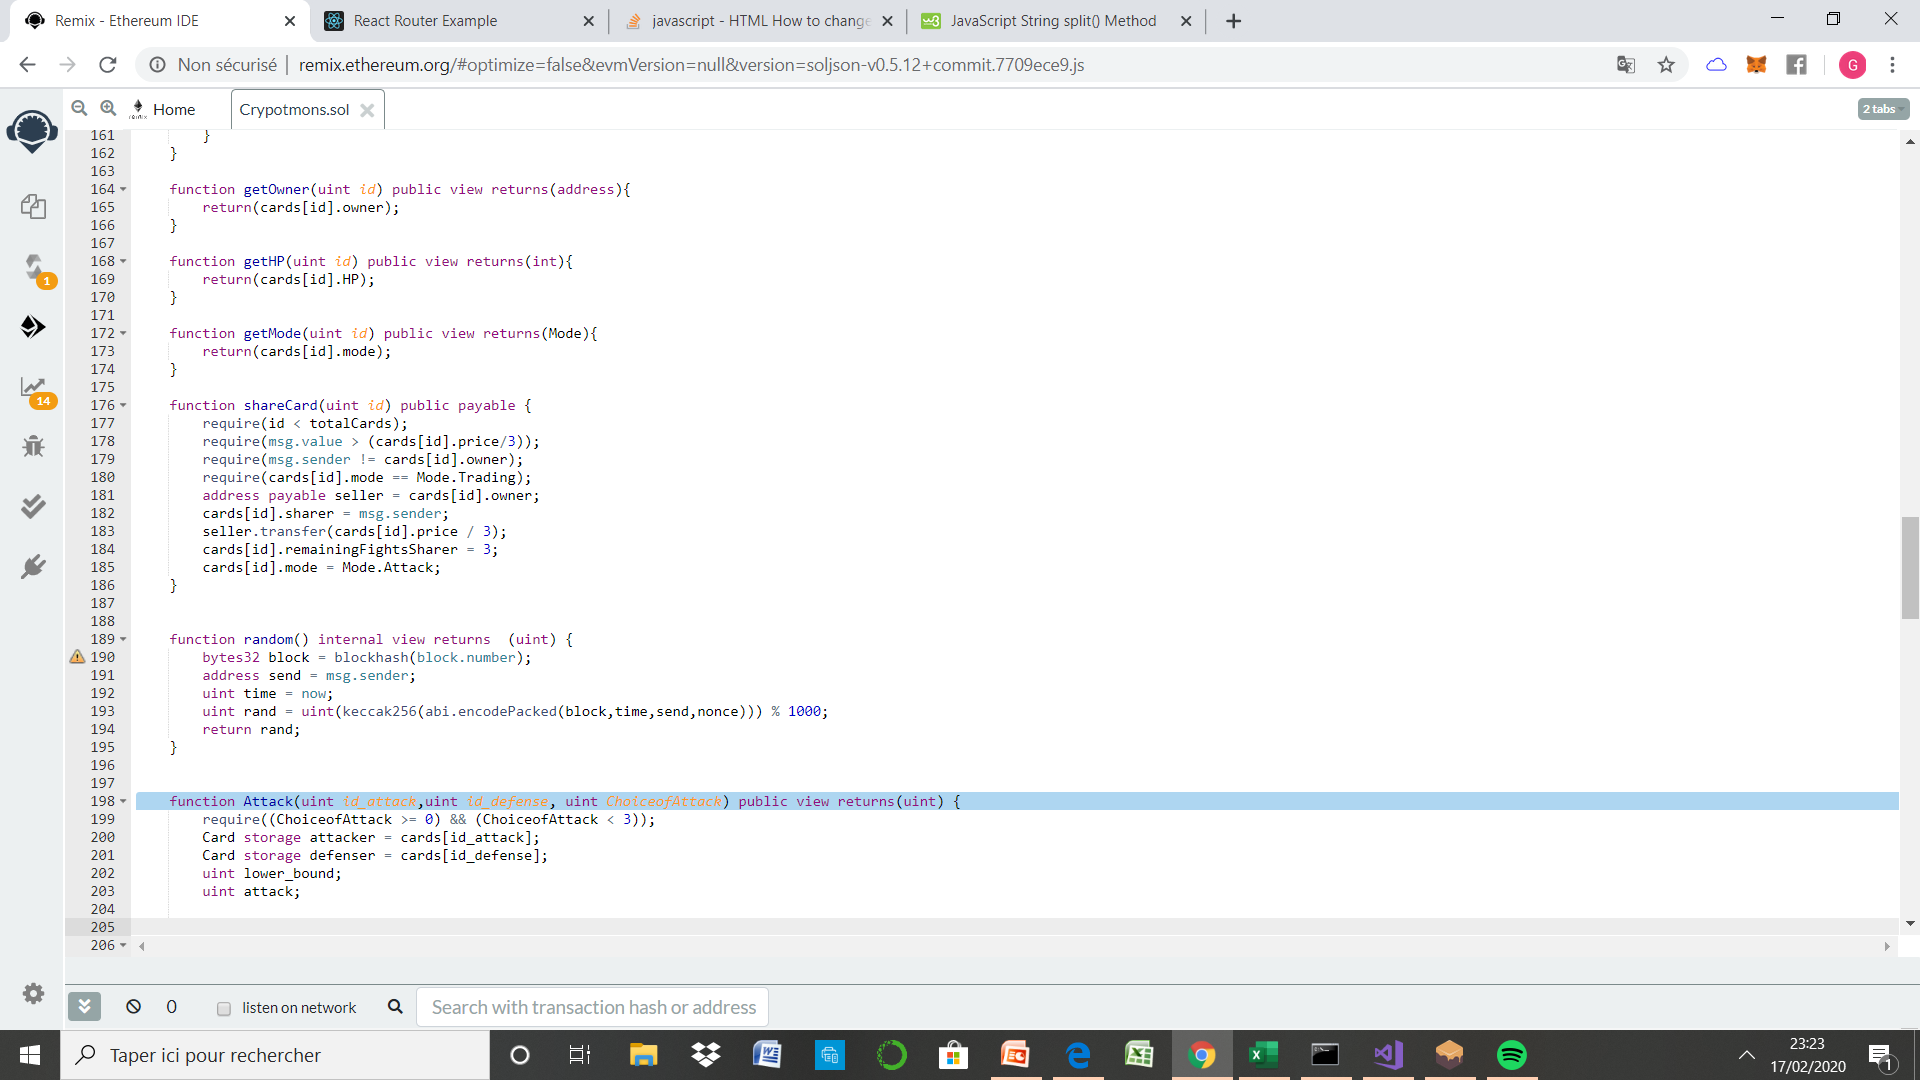 Remix - Ethereum IDE
React Router Example
javascript - HTML How to change
JavaScript String split() Method
Non sécurisé | remix.ethereum.org/#optimize=false&evmVersion=null&version=soljson-v0.5.12+commit.7709ece9.js
G
Home
Crypotmons.sol
2 tabs
161 }
162 }
163
164 function getOwner(uint id) public view returns(address){
165 return(cards[id].owner);
166 }
167
168 function getHP(uint id) public view returns(int){
169 return(cards[id].HP);
170 }
171
172 function getMode(uint id) public view returns(Mode){
173 return(cards[id].mode);
174 }
175
176 function shareCard(uint id) public payable {
177 require(id < totalCards);
178 require(msg.value > (cards[id].price/3));
179 require(msg.sender != cards[id].owner);
180 require(cards[id].mode == Mode.Trading);
181 address payable seller = cards[id].owner;
182 cards[id].sharer = msg.sender;
183 seller.transfer(cards[id].price / 3);
184 cards[id].remainingFightsSharer = 3;
185 cards[id].mode = Mode.Attack;
186 }
187
188
189 function random() internal view returns  (uint) {
190 bytes32 block = blockhash(block.number);
191 address send = msg.sender;
192 uint time = now;
193 uint rand = uint(keccak256(abi.encodePacked(block,time,send,nonce))) % 1000;
194 return rand;
195 }
196
197
198 function Attack(uint id_attack,uint id_defense, uint ChoiceofAttack) public view returns(uint) {
199 require((ChoiceofAttack >= 0) && (ChoiceofAttack < 3));
200 Card storage attacker = cards[id_attack];
201 Card storage defenser = cards[id_defense];
202 uint lower_bound;
203 uint attack;
204
205
206
1
14
0
listen on network
Search with transaction hash or address
Taper ici pour rechercher
23:23
17/02/2020
1